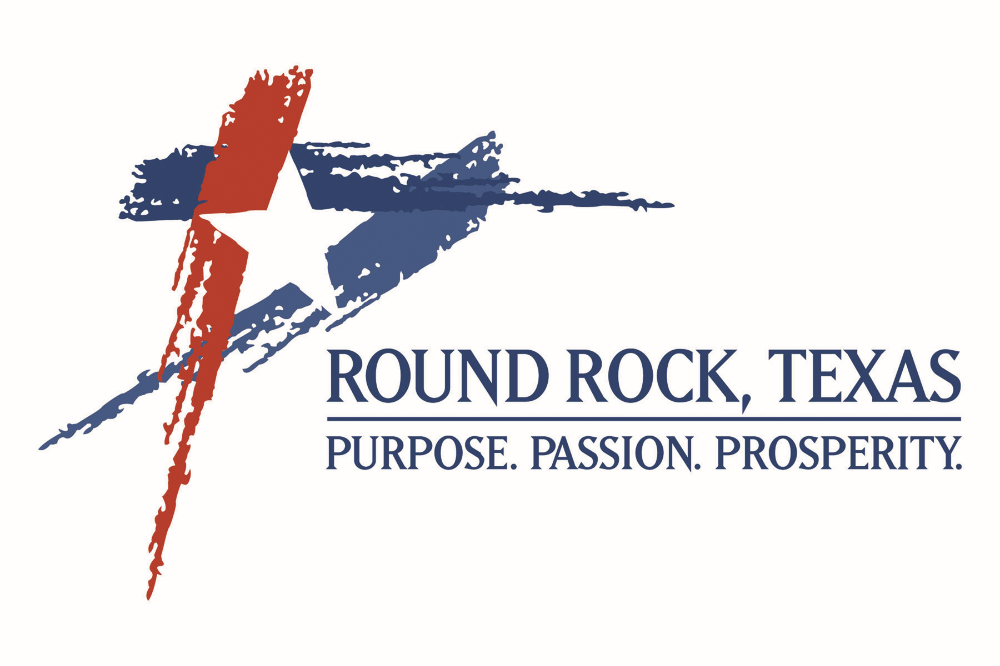 ROUND ROCK, TEXAS
PURPOSE. PASSION. PROSPERITY.